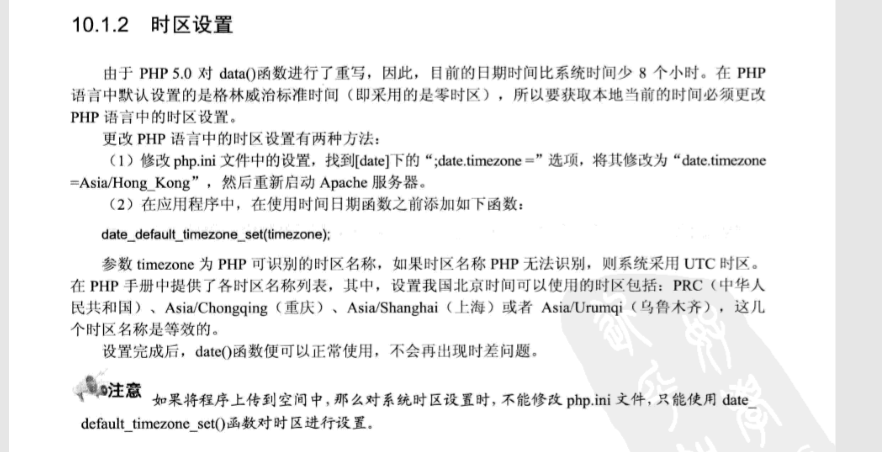 10.1.2 时区设置
由于 PHP 5.0 对 data()函数进行了重写，因此，目前的日期时间比系统时间少 8 个小时。在 PHP
语言中默认设置的是格林威治标准时间（即采用的是零时区），所以要获取本地当前的时间必须更改
PHP 语言中的时区设置。
更改 PHP 语言中的时区设置有两种方法：
（1）修改 php.ini 文件中的设置，找到[date]下的“;date.timezone =”选项，将其修改为“date.timezone
=Asia/Hong_Kong”，然后重新启动 Apache 服务器。
（2）在应用程序中，在使用时间日期函数之前添加如下函数：
date_default_timezone_set(timezone);
参数 timezone 为 PHP 可识别的时区名称，如果时区名称 PHP 无法识别，则系统采用 UTC 时区。
在 PHP 手册中提供了各时区名称列表，其中，设置我国北京时间可以使用的时区包括：PRC（中华人
民共和国）、Asia/Chongqing（重庆）、Asia/Shanghai（上海）或者 Asia/Urumqi（乌鲁木齐），这几
个时区名称是等效的。
设置完成后，date()函数便可以正常使用，不会再出现时差问题。
注意
如果将程序上传到空间中，那么对系统时区设置时，不能修改 php.ini 文件，只能使用 date_
default_timezone_set()函数对时区进行设置。